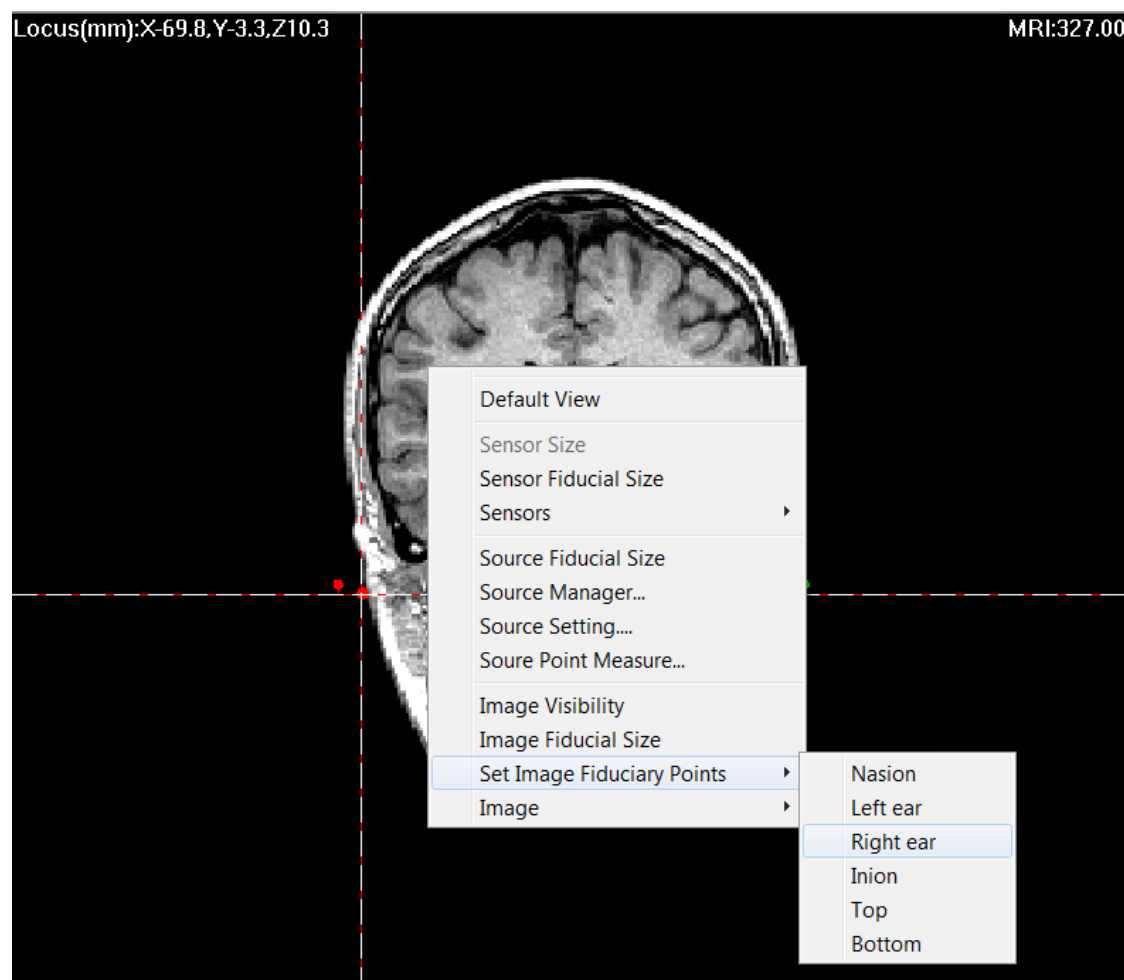 Locus(mm):X-69.8,Y-3.3,Z10.3
MRI:327.00
Default View
Sensor Size
Sensor Fiducial Size
Sensors
Source Fiducial Size
Source Manager...
Source Setting....
Soure Point Measure...
Image Visibility
Image Fiducial Size
Set Image Fiduciary Points
Image
Nasion
Left ear
Right ear
Inion
Top
Bottom